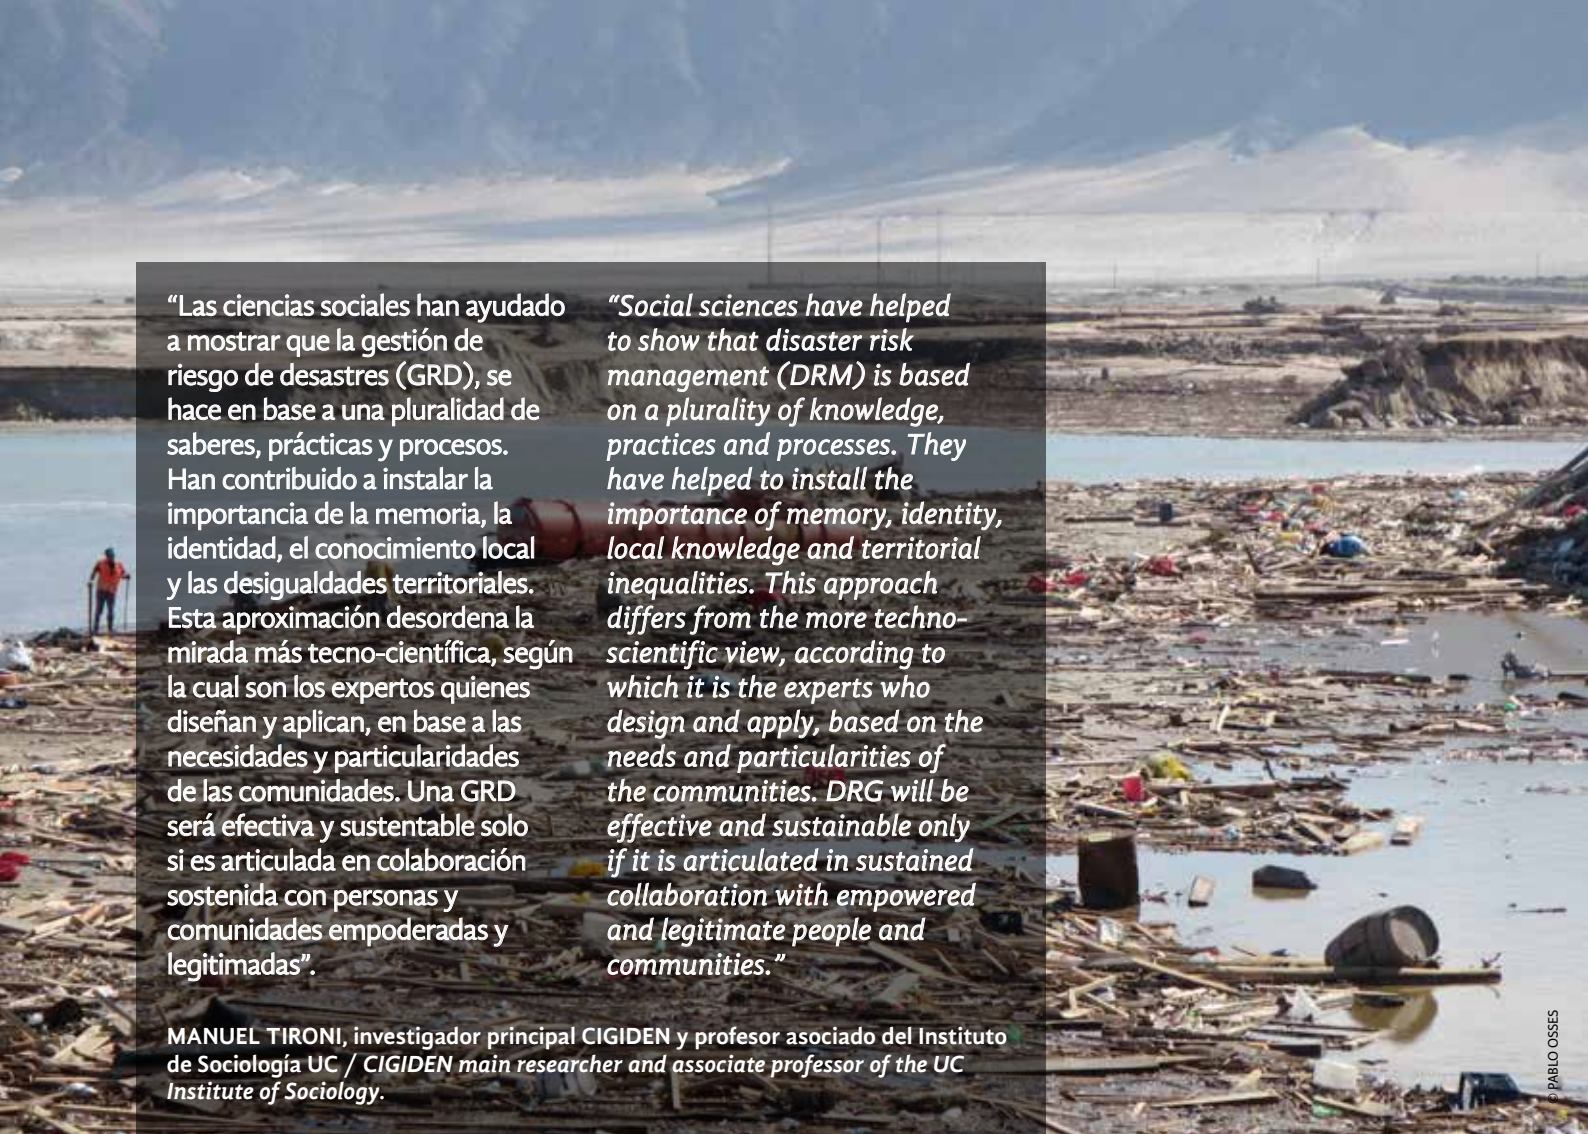 “Las ciencias sociales han ayudado
a mostrar que la gestión de
riesgo de desastres (GRD), se
hace en base a una pluralidad de
saberes, prácticas y procesos.
Han contribuido a instalar la
importancia de la memoria, la
identidad, el conocimiento local
y las desigualdades territoriales.
Esta aproximación desordena la
mirada más tecno-científica, según
la cual son los expertos quienes
diseñan y aplican, en base a las
necesidades y particularidades
de las comunidades. Una GRD
será efectiva y sustentable solo
si es articulada en colaboración
sostenida con personas y
comunidades empoderadas y
legitimadas”.
“Social sciences have helped
to show that disaster risk
management (DRM) is based
on a plurality of knowledge,
practices and processes. They
have helped to install the
importance of memory, identity,
local knowledge and territorial
inequalities. This approach
differs from the more techno-
scientific view, according to
which it is the experts who
design and apply, based on the
needs and particularities of
the communities. DRG will be
effective and sustainable only
if it is articulated in sustained
collaboration with empowered
and legitimate people and
communities.”
MANUEL TIRONI, investigador principal CIGIDEN y profesor asociado del Instituto
de Sociología UC / CIGIDEN main researcher and associate professor of the UC
Institute of Sociology.
© PABLO OSSES